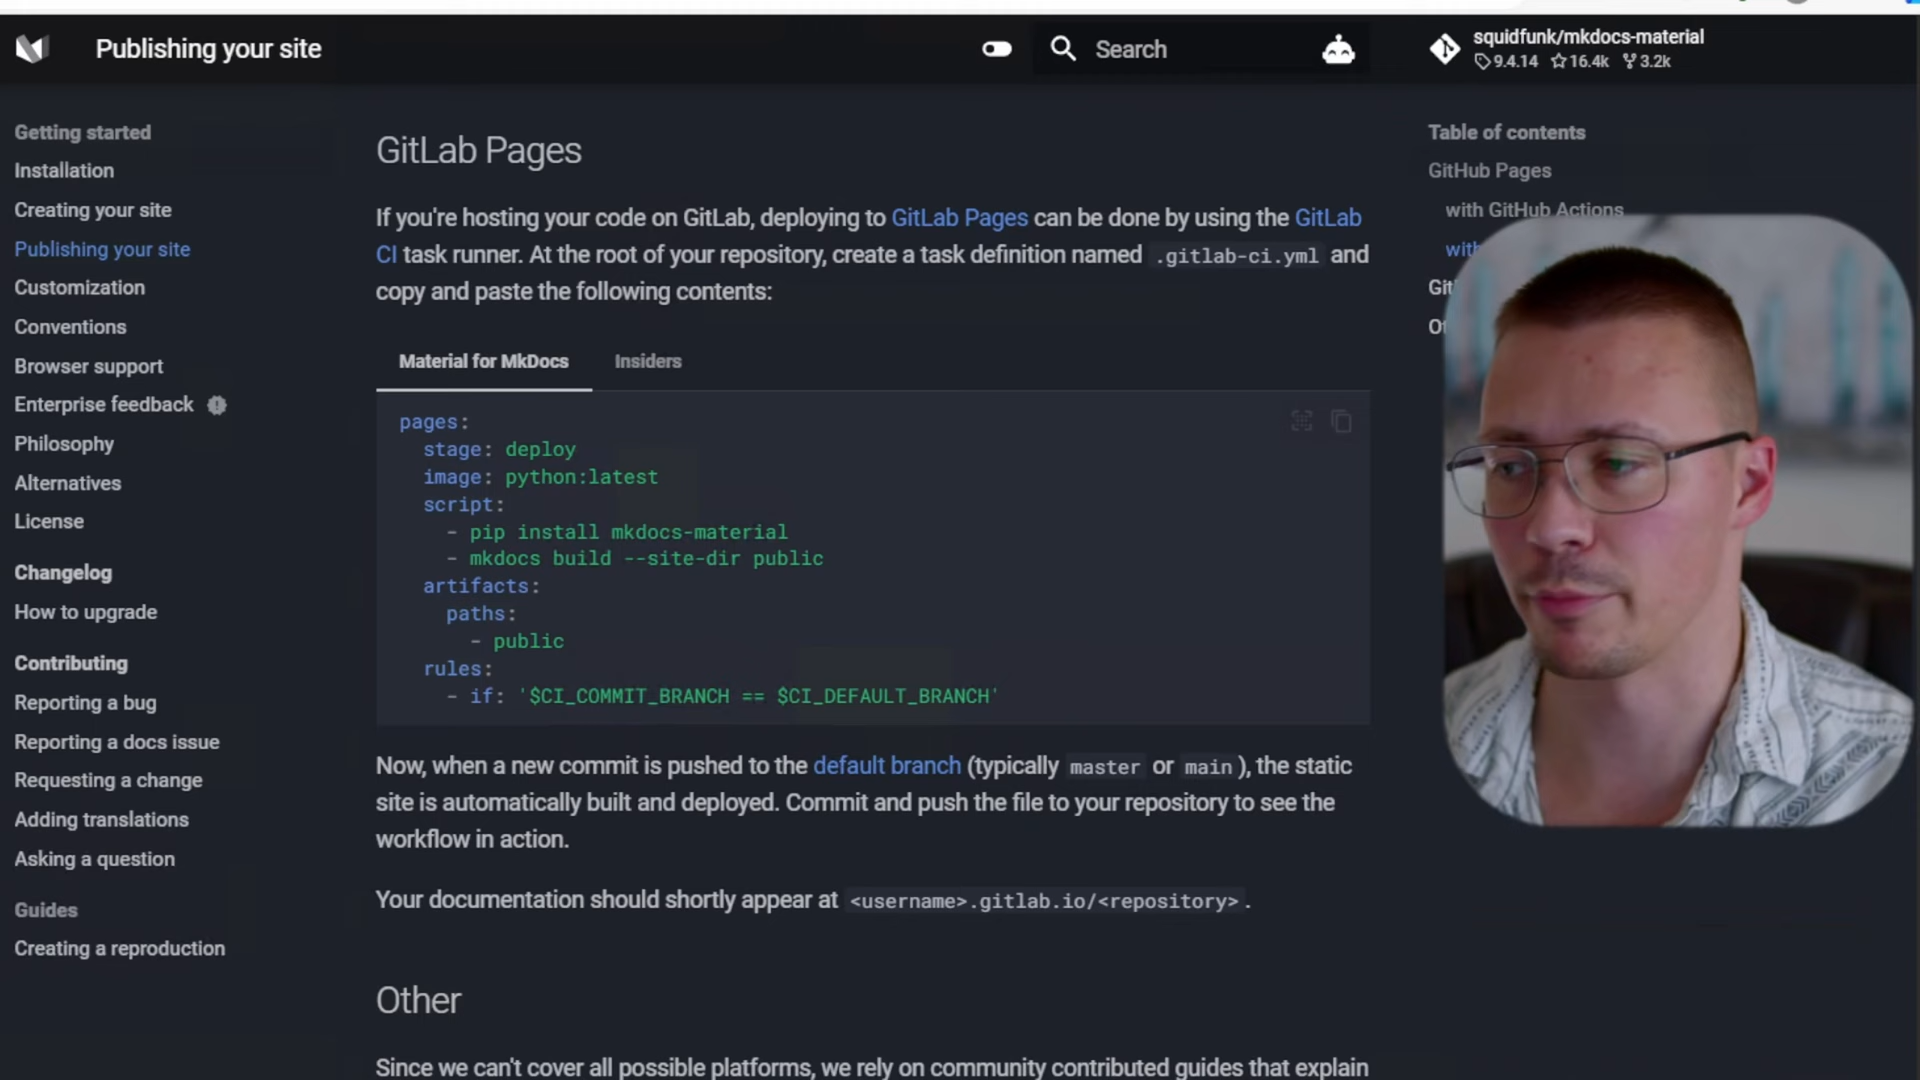 Publishing your site
Search
squidfunk/mkdocs-material
9.4.14 16.4k 3.2k
Getting started
Installation
Creating your site
Publishing your site
Customization
Conventions
Browser support
Enterprise feedback
Philosophy
Alternatives
License
Changelog
How to upgrade
Contributing
Reporting a bug
Reporting a docs issue
Requesting a change
Adding translations
Asking a question
Guides
Creating a reproduction
GitLab Pages
If you're hosting your code on GitLab, deploying to GitLab Pages can be done by using the GitLab
CI task runner. At the root of your repository, create a task definition named .gitlab-ci.yml and
copy and paste the following contents:
Material for MkDocs Insiders
pages:
stage: deploy
image: python:latest
script:
- pip install mkdocs-material
- mkdocs build --site-dir public
artifacts:
paths:
- public
rules:
- if: '$CI_COMMIT_BRANCH == $CI_DEFAULT_BRANCH'
Now, when a new commit is pushed to the default branch (typically master or main ), the static
site is automatically built and deployed. Commit and push the file to your repository to see the
workflow in action.
Your documentation should shortly appear at <username>.gitlab.io/<repository> .
Other
Since we can't cover all possible platforms, we rely on community contributed guides that explain
Table of contents
GitHub Pages
with GitHub Actions
with